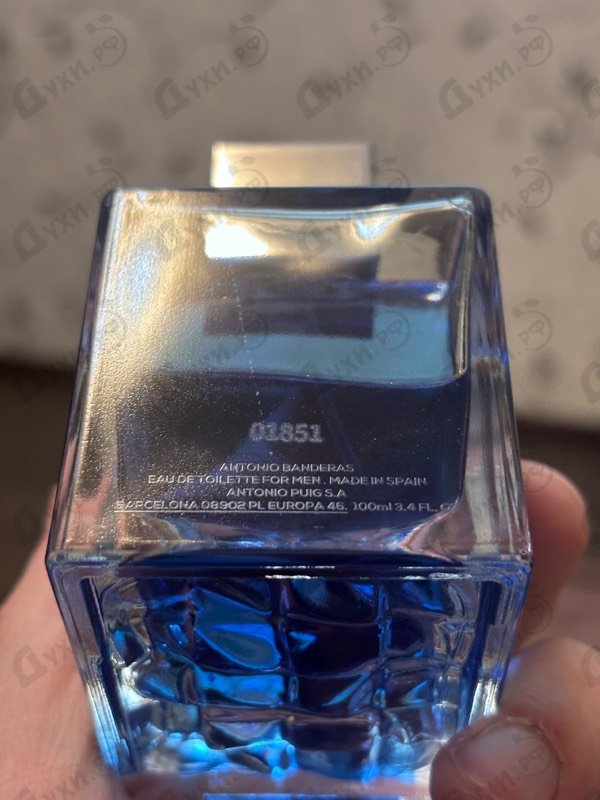 01851
ANTONIO BANDERAS
EAU DE TOILETTE FOR MEN . MADE IN SPAIN
ANTONIO PUIG S.A
BARCELONA 08902 PL EUROPA 46, 100ml 3.4 FL.
Духи.рф